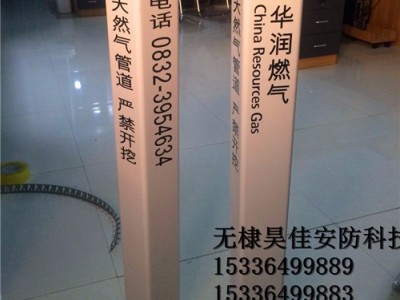 天然气管道 严禁开挖
电话 0832-3954634
天然气管道 严禁开挖
华润燃气
China Resources Gas
无棣昊佳安防科技
15336499889
15336499883